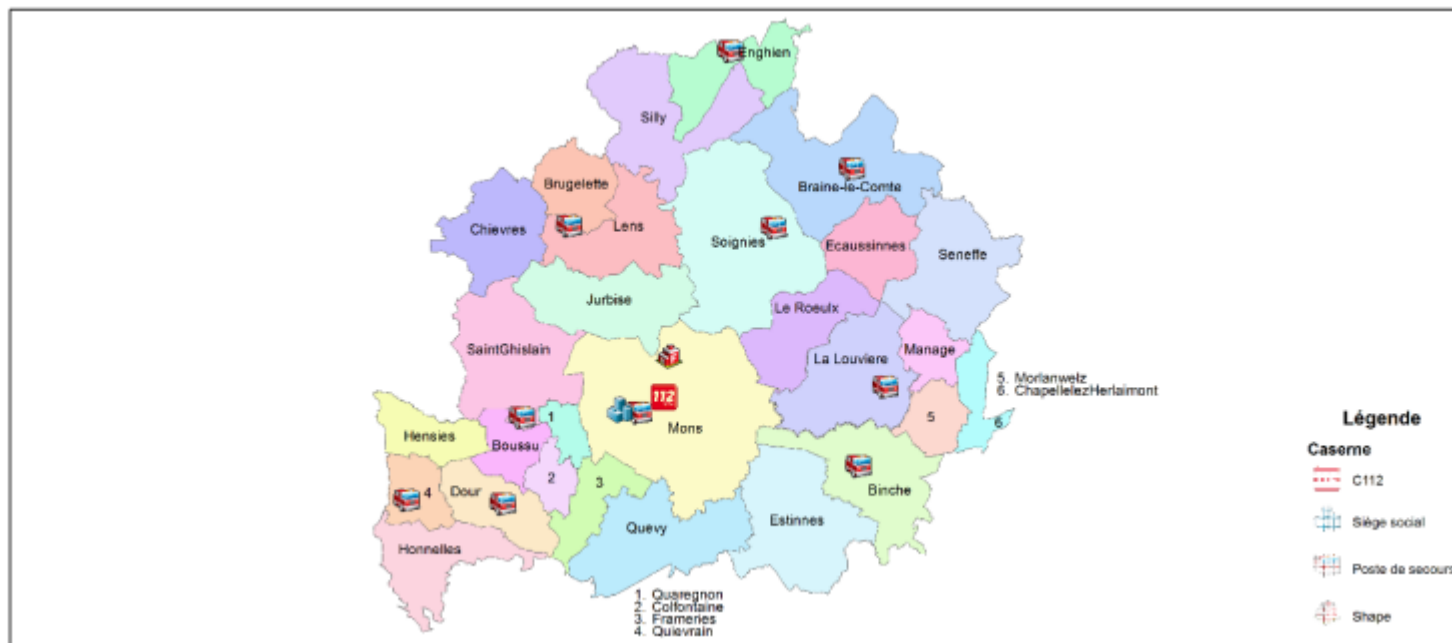 Enghien
Silly
Braine-le-Comte
Brugelette
Chievres
Lens
Soignies
Ecaussinnes
Seneffe
Jurbise
Le Roeulx
SaintGhislain
La Louviere
Manage
5. Morlanwelz
6. ChapellelezHerlaimont
112
5
6
Mons
1
Hensies
Boussu
2
3
4
Dour
Binche
Quevy
Estinnes
Honnelles
1. Quaregnon
2. Colfontaine
3. Frameries
4. Quievrain
Légende
Caserne
C112
Siège social
Poste de secours
Shape